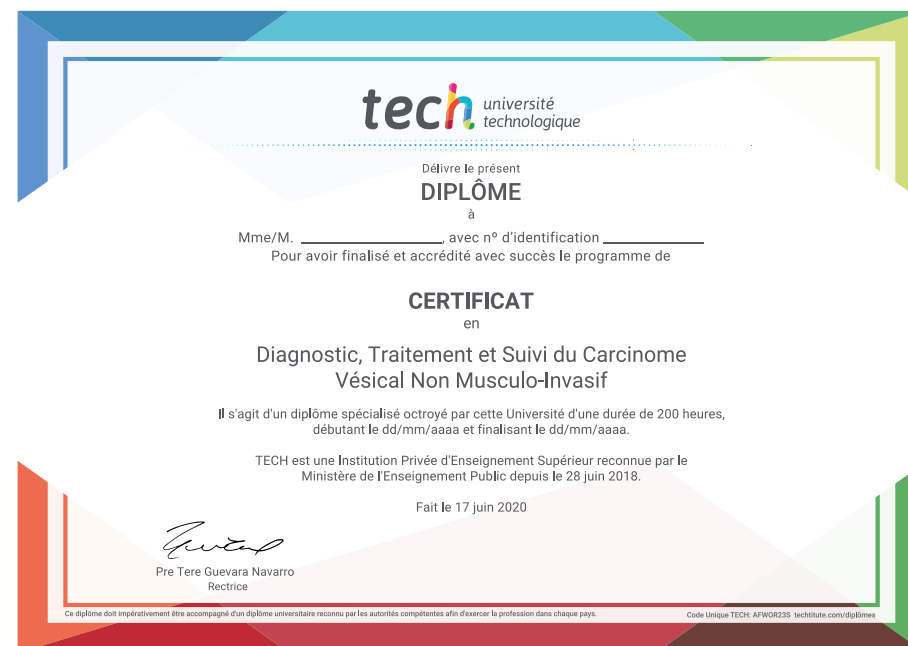 tech université
technologique
Délivre le présent
DIPLÔME
à
Mme/M. ____________________, avec nº d'identification ______________
Pour avoir finalisé et accrédité avec succès le programme de
CERTIFICAT
en
Diagnostic, Traitement et Suivi du Carcinome
Vésical Non Musculo-Invasif
Il s'agit d'un diplôme spécialisé octroyé par cette Université d'une durée de 200 heures,
débutant le dd/mm/aaaa et finalisant le dd/mm/aaaa.
TECH est une Institution Privée d'Enseignement Supérieur reconnue par le
Ministère de l'Enseignement Public depuis le 28 juin 2018.
Fait le 17 juin 2020
Pre Tere Guevara Navarro
Rectrice
Ce diplôme doit impérativement être accompagné d'un diplôme universitaire reconnu par les autorités compétentes afin d'exercer la profession dans chaque pays.
Code Unique TECH: AFWOR23S techtitute.com/diplômes